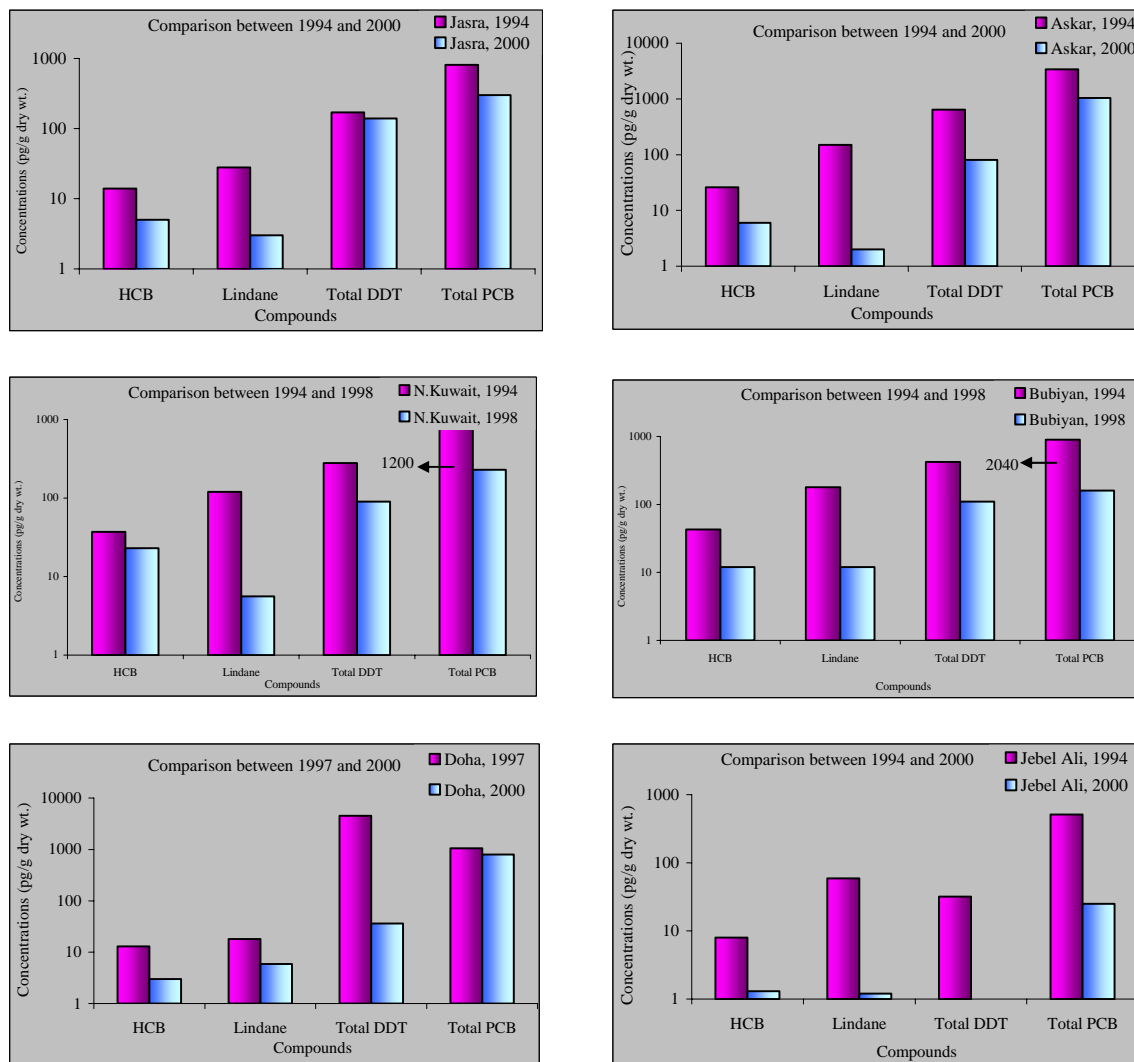 Comparison between 1994 and 2000
Jasra, 1994
Jasra, 2000
Concentrations (pg/g dry wt.)
1000
100
10
1
HCB Lindane Total DDT Total PCB
Compounds
Comparison between 1994 and 2000
Askar, 1994
Askar, 2000
Concentrations (pg/g dry wt.)
10000
1000
100
10
1
HCB Lindane Total DDT Total PCB
Compounds
Comparison between 1994 and 1998
N.Kuwait, 1994
N.Kuwait, 1998
Concentrations (pg/g dry wt.)
1000
1200
100
10
1
HCB Lindane Total DDT Total PCB
Compounds
Comparison between 1994 and 1998
Bubiyan, 1994
Bubiyan, 1998
Concentrations (pg/g dry wt.)
1000
2040
100
10
1
HCB Lindane Total DDT Total PCB
Compounds
Comparison between 1997 and 2000
Doha, 1997
Doha, 2000
Concentrations (pg/g dry wt.)
10000
1000
100
10
1
HCB Lindane Total DDT Total PCB
Compounds
Comparison between 1994 and 2000
Jebel Ali, 1994
Jebel Ali, 2000
Concentrations (pg/g dry wt.)
1000
100
10
1
HCB Lindane Total DDT Total PCB
Compounds